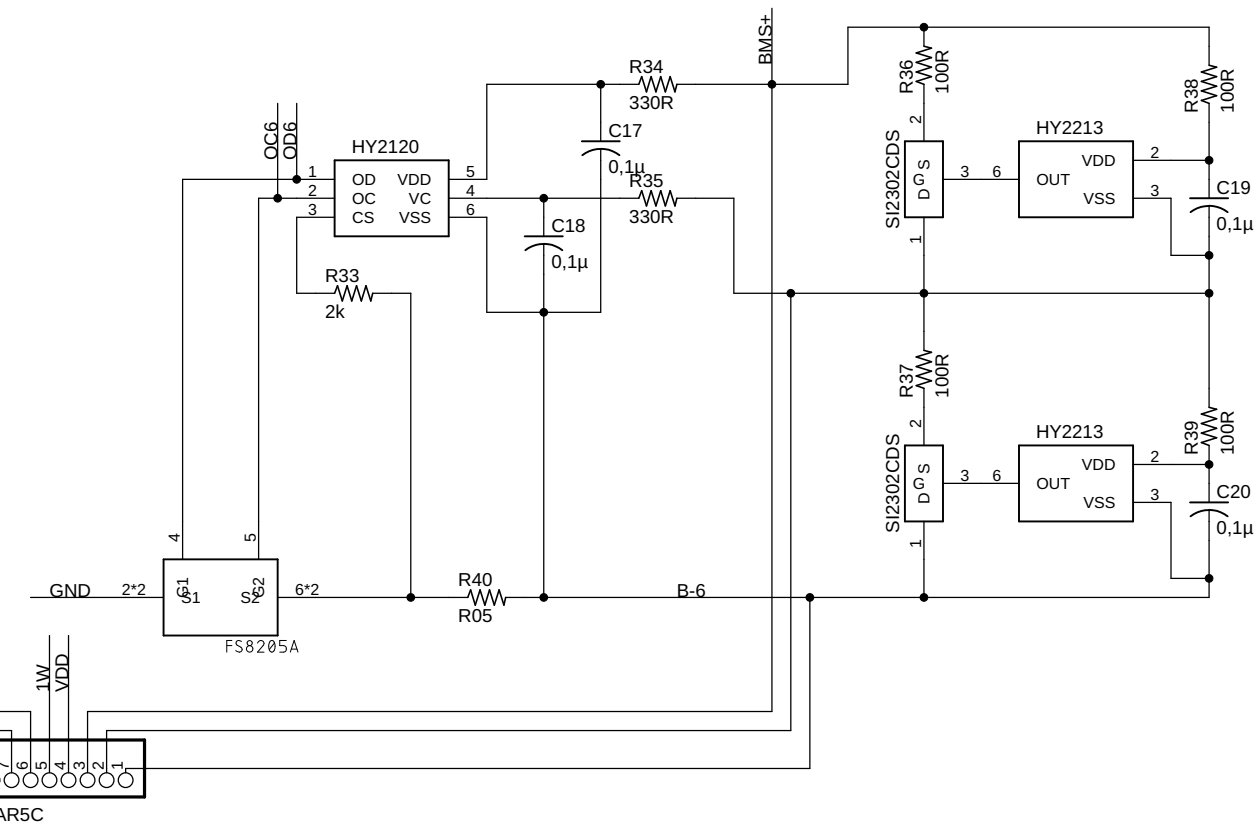 BMS+
R34
330R
R36
100R
R38
100R
OC6
OD6
HY2120
C17
0,1µ
1 OD VDD 5
2 OC VC 4
3 CS VSS 6
R35
330R
C18
0,1µ
R33
2k
SI2302CDS
2
S
G
D
3
1
HY2213
6 OUT VDD 2
VSS 3
C19
0,1µ
R37
100R
R39
100R
SI2302CDS
2
S
G
D
3
1
HY2213
6 OUT VDD 2
VSS 3
C20
0,1µ
4
5
GND 2*2
G1
S1
G2
S2
6*2
FS8205A
R40
R05
B-6
1W
VDD
7 6 5 4 3 2 1
AR5C